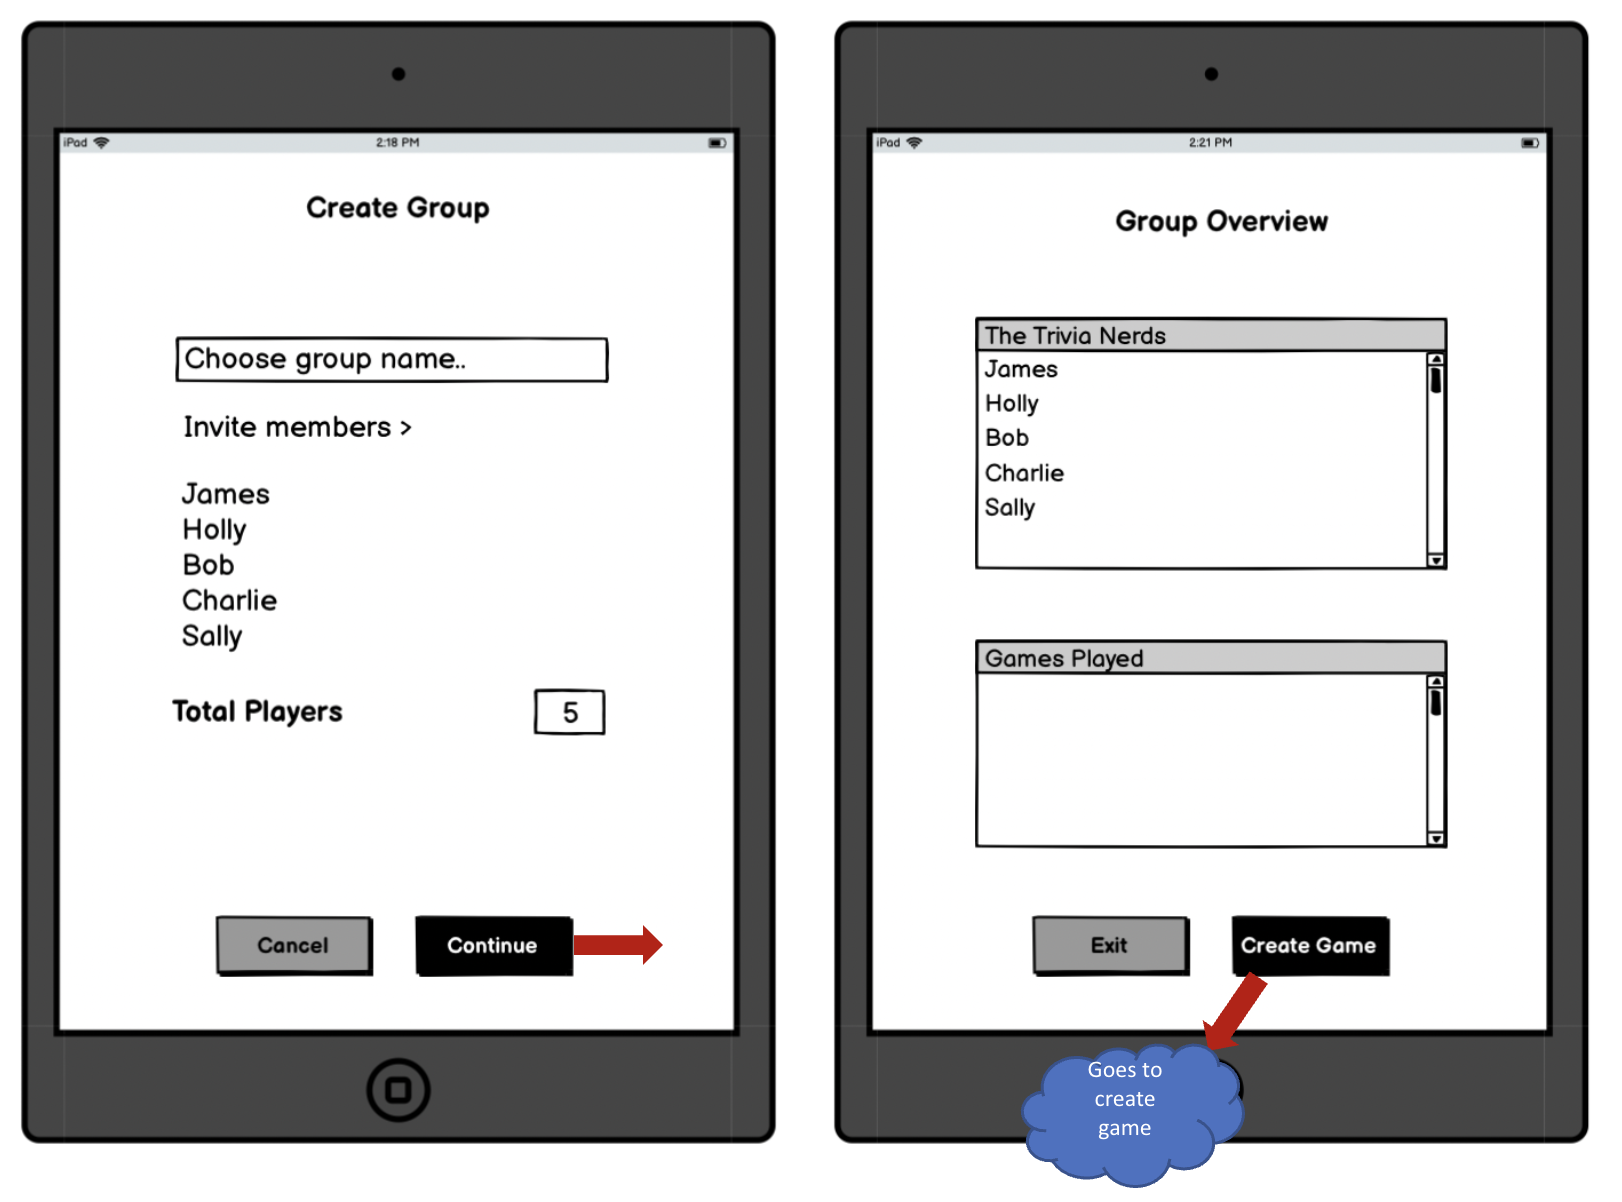 iPad
2:18 PM
Create Group
Choose group name..
Invite members >
James
Holly
Bob
Charlie
Sally
Total Players
5
Cancel
Continue
iPad
2:21 PM
Group Overview
The Trivia Nerds
James
Holly
Bob
Charlie
Sally
Games Played
Exit
Create Game
Goes to
create
game